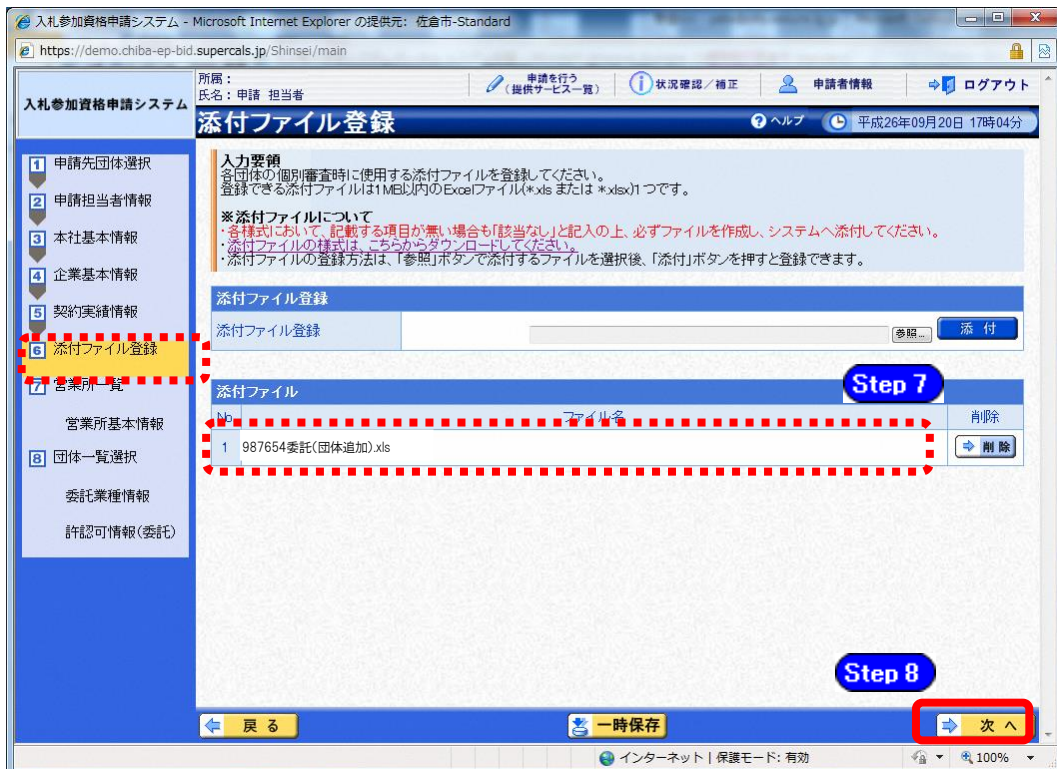 入札参加資格申請システム - Microsoft Internet Explorer の提供元: 佐倉市-Standard
https://demo.chiba-ep-bid.supercals.jp/Shinsei/main
入札参加資格申請システム
所属：
氏名：申請 担当者
申請を行う
（提供サービス一覧）
状況確認／補正
申請者情報
ログアウト
添付ファイル登録
ヘルプ
平成26年09月20日 17時04分
1 申請先団体選択
2 申請担当者情報
3 本社基本情報
4 企業基本情報
5 契約実績情報
6 添付ファイル登録
7 営業所一覧
営業所基本情報
8 団体一覧選択
委託業種情報
許認可情報(委託)
入力要領
各団体の個別審査時に使用する添付ファイルを登録してください。
登録できる添付ファイルは1MB以内のExcelファイル(*.xls または *.xlsx)1つです。
※添付ファイルについて
・各様式において、記載する項目が無い場合も「該当なし」と記入の上、必ずファイルを作成し、システムへ添付してください。
・添付ファイルの様式は、こちらからダウンロードしてください。
・添付ファイルの登録方法は、「参照」ボタンで添付するファイルを選択後、「添付」ボタンを押すと登録できます。
添付ファイル登録
添付ファイル登録
参照...
添 付
Step 7
添付ファイル
No
ファイル名
削除
1 987654委託(団体追加).xls
削 除
Step 8
戻 る
一時保存
次 へ
インターネット | 保護モード: 有効
100%